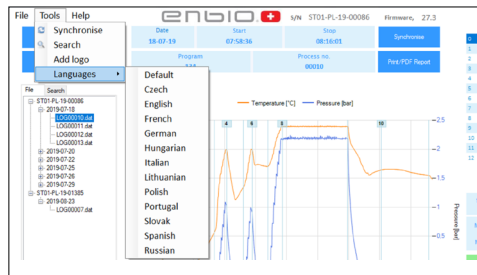 File Tools Help
enbio
S/N ST01-PL-19-00086
Firmware, 27.3
Synchronise
Search
Add logo
Languages
Default
Czech
English
French
German
Hungarian
Italian
Lithuanian
Polish
Portugal
Slovak
Spanish
Russian
Date
18-07-19
Start
07:58:36
Stop
08:16:01
Synchronise
Program
Process no.
00010
Print/PDF Report
File Search
ST01-PL-19-00086
2019-07-18
LOG00010.dat
LOG00011.dat
LOG00012.dat
LOG00013.dat
2019-07-20
2019-07-22
2019-07-25
2019-07-26
2019-07-29
ST01-PL-19-01385
2019-08-23
LOG00007.dat
Temperature [°C] Pressure [bar]
4 6 8 10
2.5
2
1.5
1
0.5
0
Pressure [bar]
0
1
2
3
4
5
6
7
8
9
10
11
12